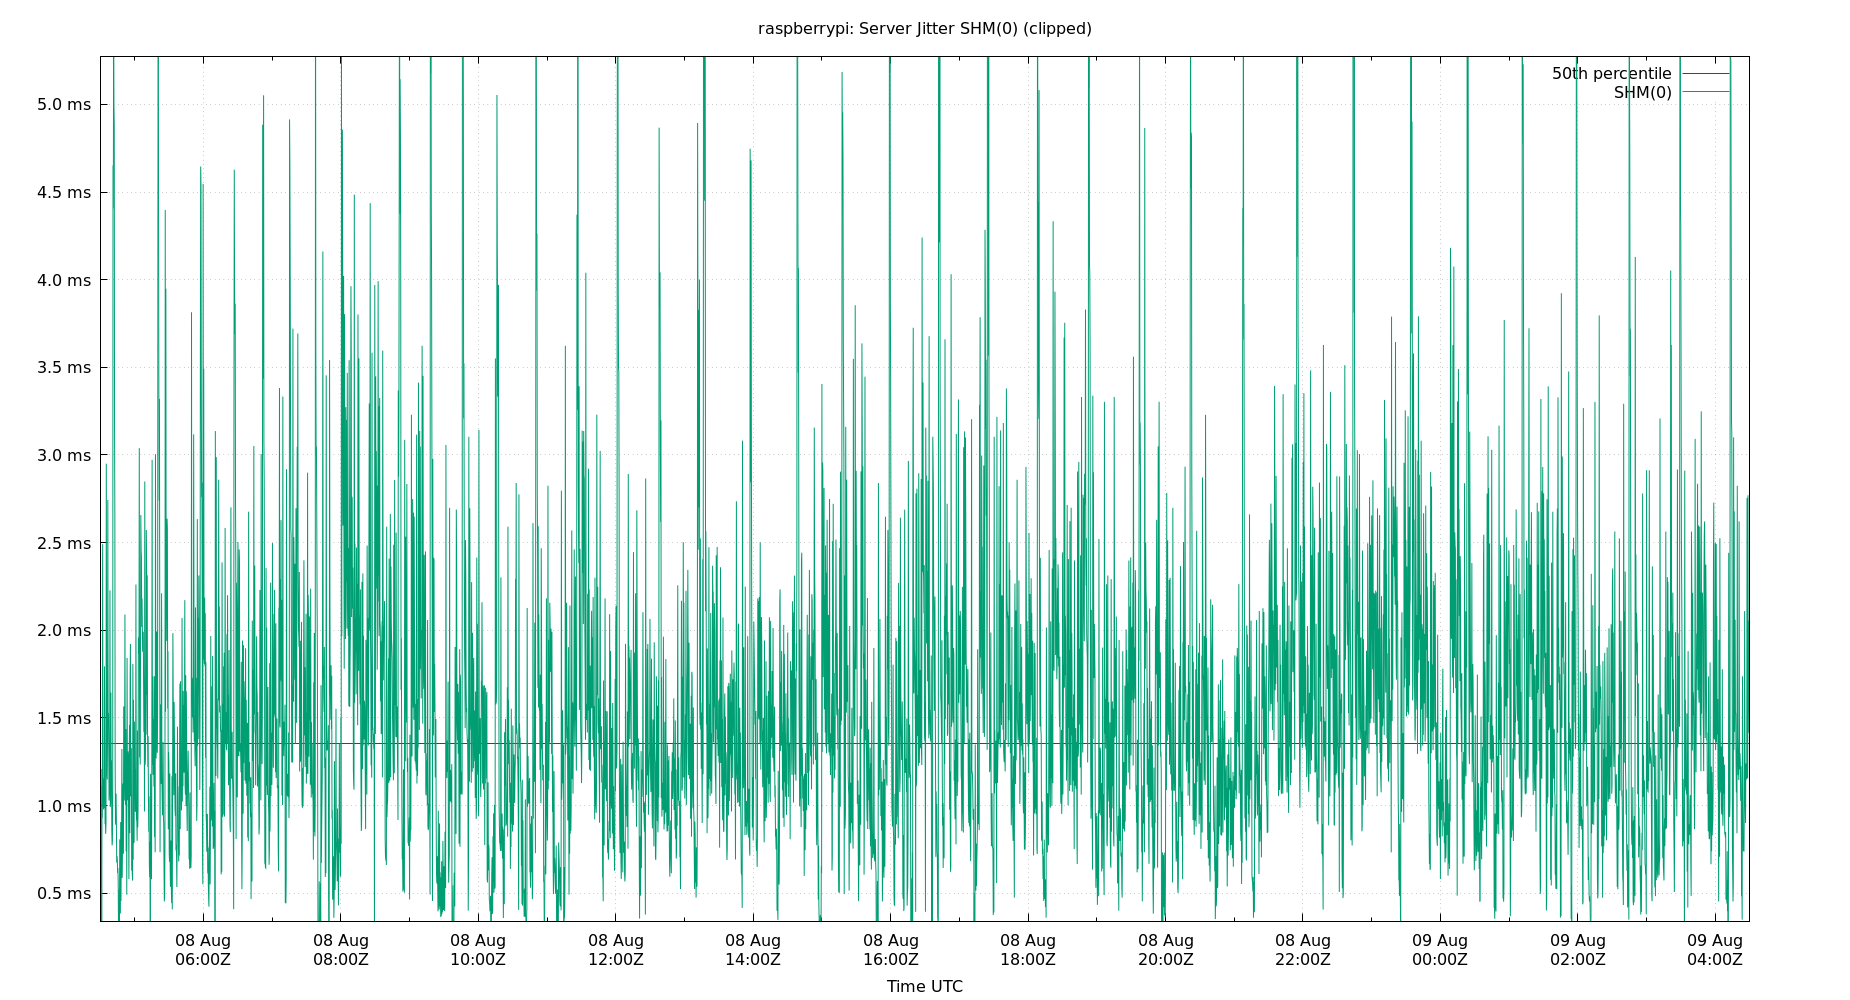 raspberrypi: Server Jitter SHM(0) (clipped)
50th percentile
SHM(0)
5.0 ms
4.5 ms
4.0 ms
3.5 ms
3.0 ms
2.5 ms
2.0 ms
1.5 ms
1.0 ms
0.5 ms
08 Aug 08 Aug 08 Aug 08 Aug 08 Aug 08 Aug 08 Aug 08 Aug 08 Aug 09 Aug 09 Aug 09 Aug
06:00Z 08:00Z 10:00Z 12:00Z 14:00Z 16:00Z 18:00Z 20:00Z 22:00Z 00:00Z 02:00Z 04:00Z
Time UTC